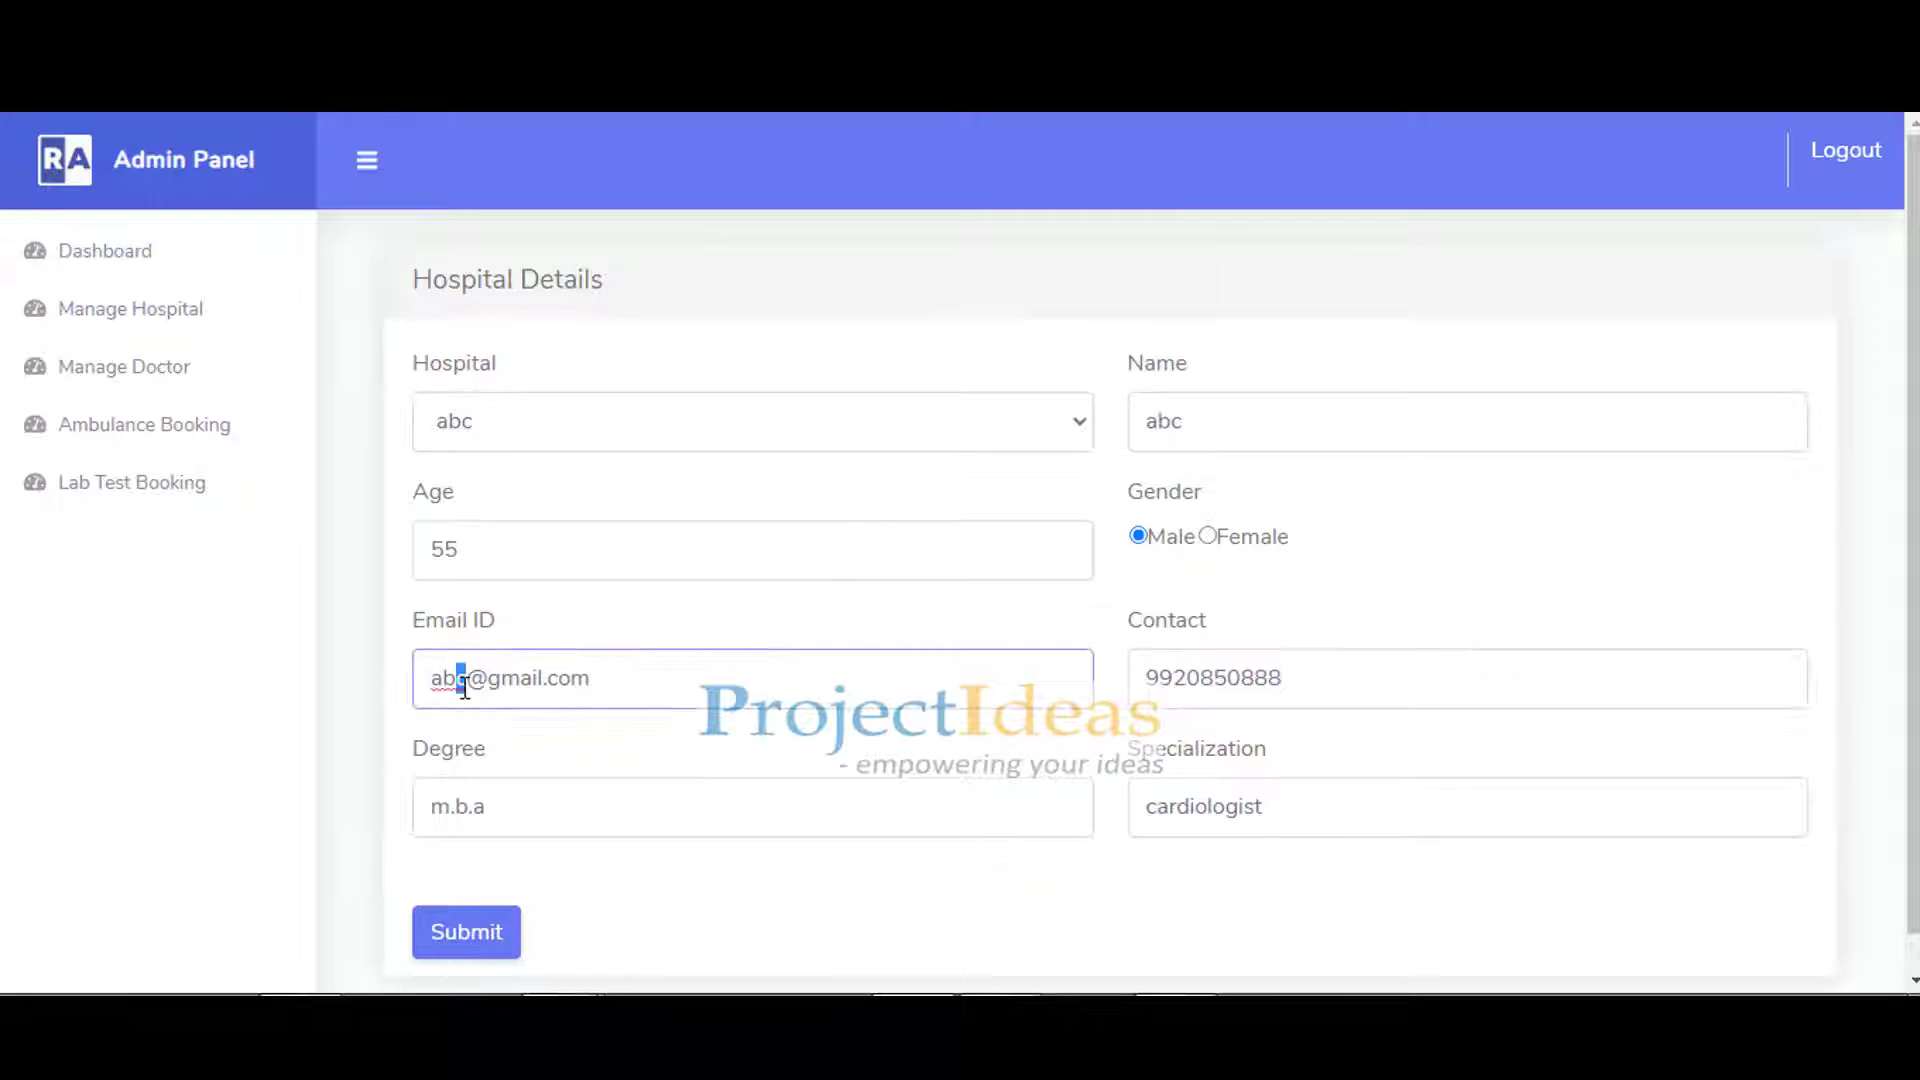 RA Admin Panel
Logout
Dashboard
Manage Hospital
Manage Doctor
Ambulance Booking
Lab Test Booking
Hospital Details
Hospital
Name
abc
abc
Age
Gender
55
Male Female
Email ID
Contact
abc@gmail.com
9920850888
ProjectIdeas
- empowering your ideas
Degree
Specialization
m.b.a
cardiologist
Submit